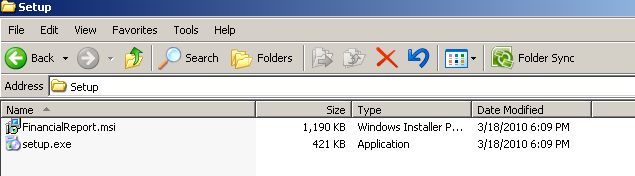 Setup
File Edit View Favorites Tools Help
Back Search Folders Folder Sync
Address Setup
Name Size Type Date Modified
FinancialReport.msi 1,190 KB Windows Installer P... 3/18/2010 6:09 PM
setup.exe 421 KB Application 3/18/2010 6:09 PM